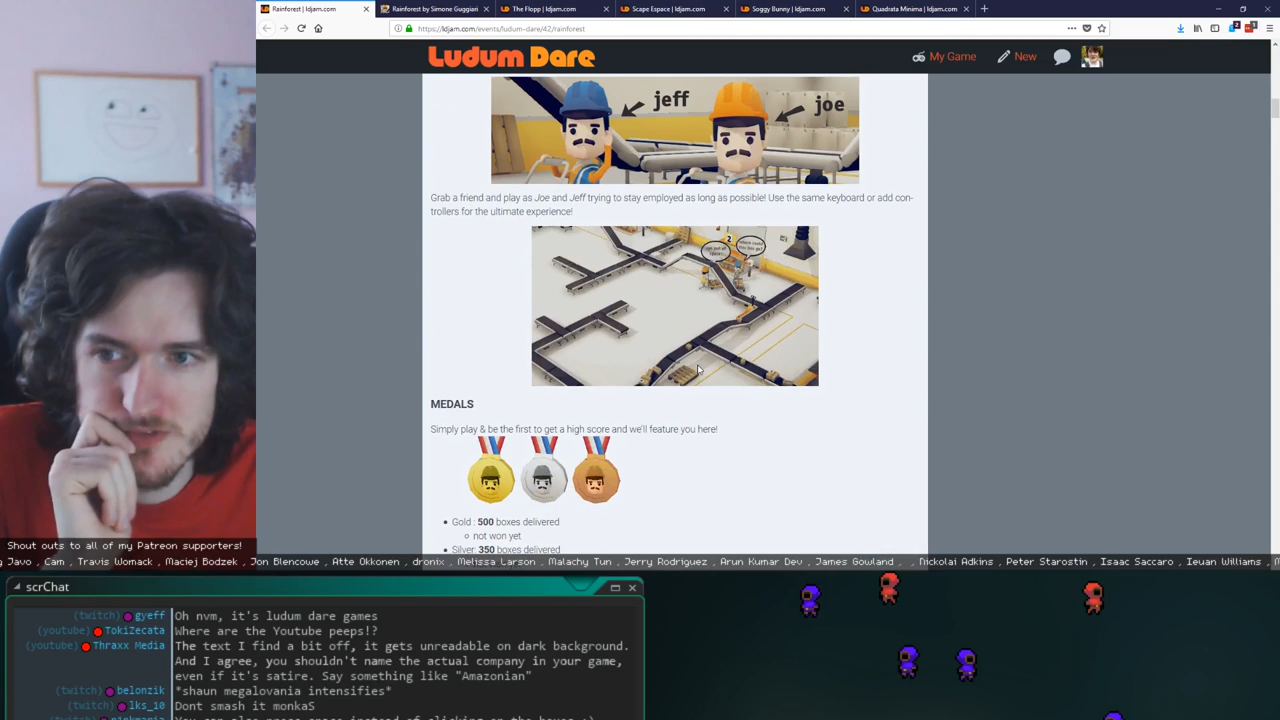 Rainforest | ldjam.com
Rainforest by Simone Guggiari
The Flopp | ldjam.com
Scape Espace | ldjam.com
Soggy Bunny | ldjam.com
Quadrata Minima | ldjam.com
https://ldjam.com/events/ludum-dare/42/rainforest
Ludum Dare
My Game
New
jeff
joe
Grab a friend and play as Joe and Jeff trying to stay employed as long as possible! Use the same keyboard or add con-
trollers for the ultimate experience!
2
MEDALS
Simply play & be the first to get a high score and we'll feature you here!
Gold : 500 boxes delivered
not won yet
Silver: 350 boxes delivered
Shout outs to all of my Patreon supporters!
Javo , Cam , Travis Womack , Maciej Bodzek , Jon Blencowe , Atte Okkonen , dronix , Melissa Larson , Malachy Tun , Jerry Rodriguez , Arun Kumar Dev , James Gowland , , Nickolai Adkins , Peter Starostin , Isaac Saccaro , Ieuan Williams ,
scrChat
(twitch) gyeff Oh nvm, it's ludum dare games
(youtube) TokiZecata Where are the Youtube peeps!?
(youtube) Thraxx Media The text I find a bit off, it gets unreadable on dark background.
And I agree, you shouldn't name the actual company in your game,
even if it's satire. Say something like "Amazonian"
(twitch) belonzik *shaun megalovania intensifies*
(twitch) lks_10 Dont smash it monkaS